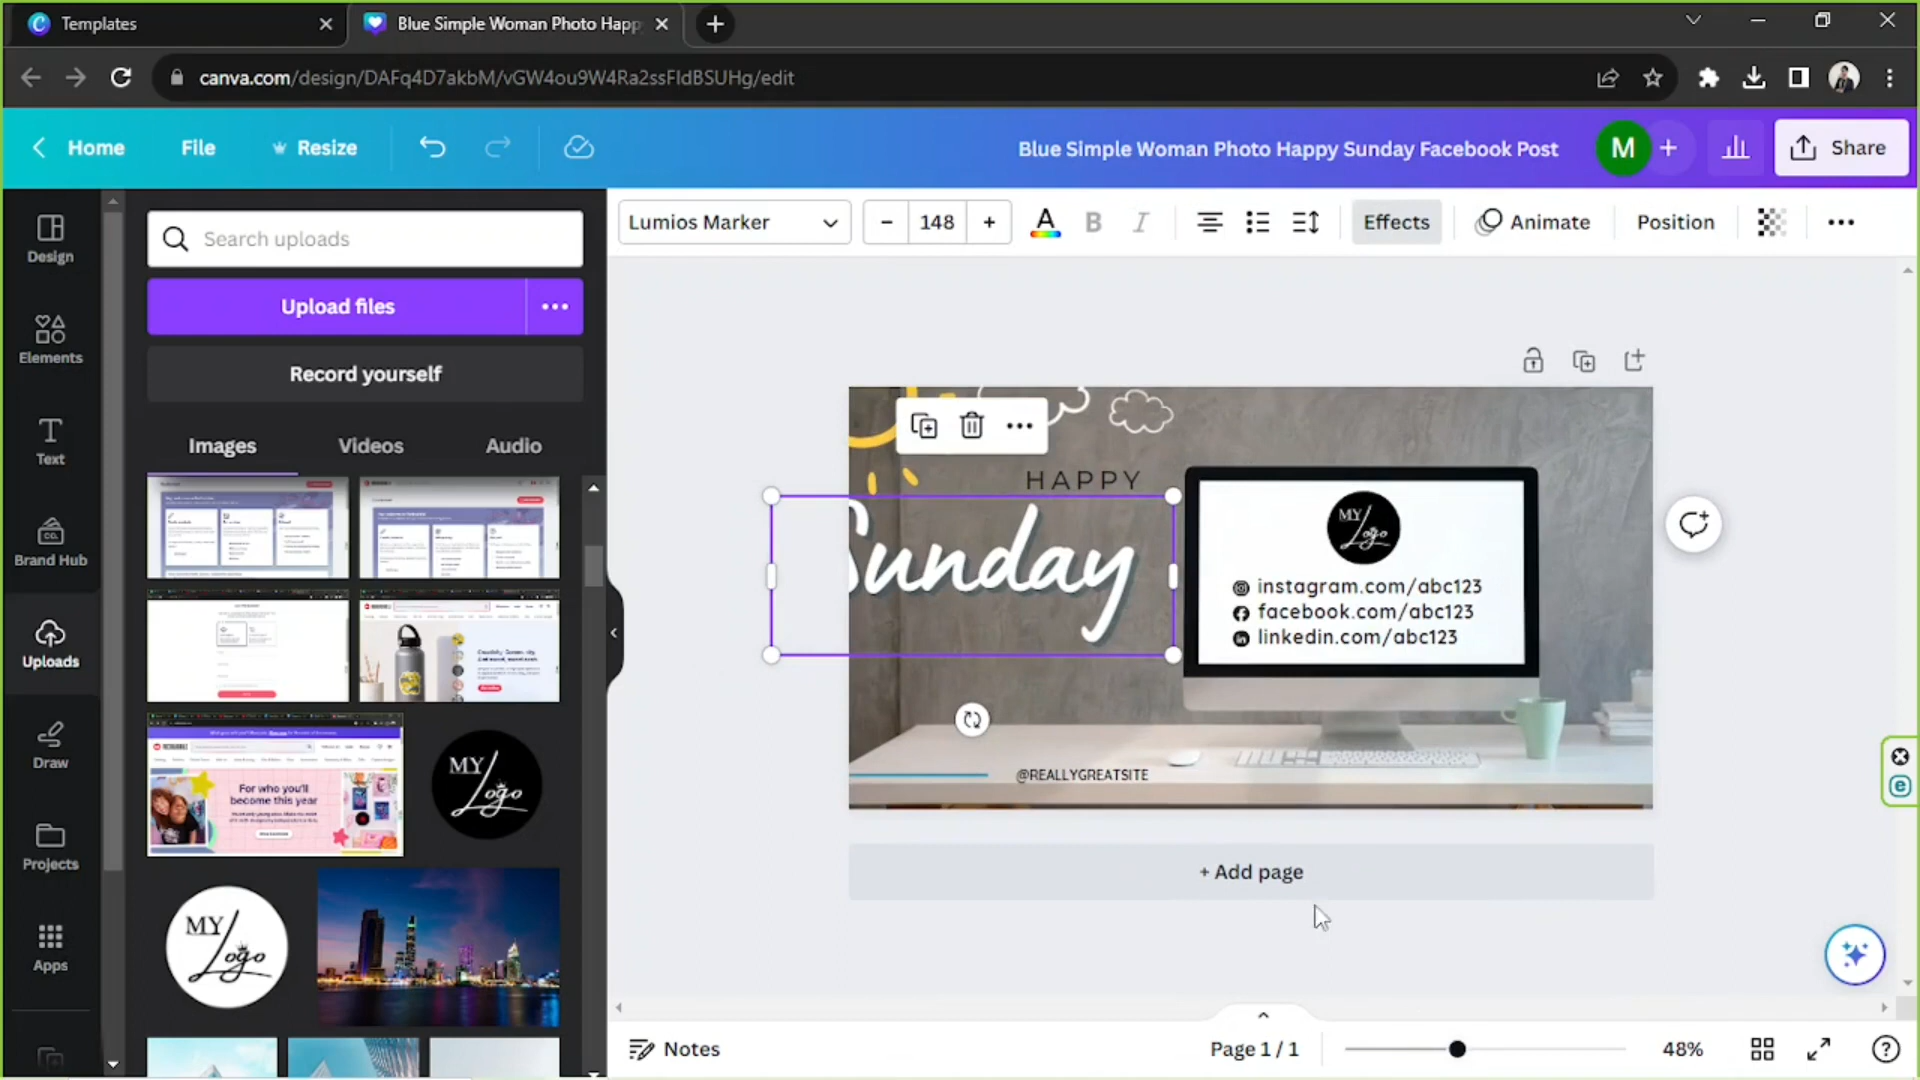 Templates
Blue Simple Woman Photo Happ
canva.com/design/DAFq4D7akbM/vGW4ou9W4Ra2ssFIdBSUHg/edit
Home
File
Resize
Blue Simple Woman Photo Happy Sunday Facebook Post
M
Share
Design
Elements
Text
Brand Hub
Uploads
Draw
Projects
Apps
Search uploads
Upload files
Record yourself
Images
Videos
Audio
For who you'll
become this year
MY
Logo
MY
Logo
Lumios Marker
148
A
B
I
Effects
Animate
Position
HAPPY
Sunday
MY
Logo
instagram.com/abc123
facebook.com/abc123
linkedin.com/abc123
@REALLYGREATSITE
+ Add page
Notes
Page 1 / 1
48%